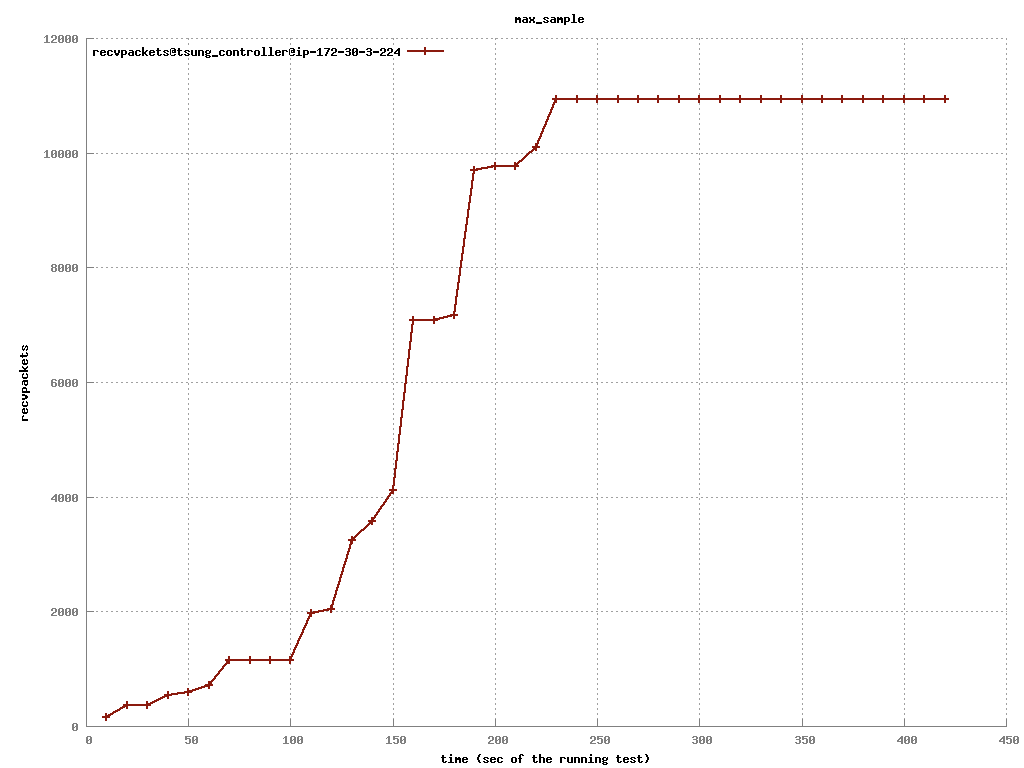 max_sample
12000
recvpackets@tsung_controller@ip-172-30-3-224
10000
8000
6000
recvpackets
4000
2000
0
0 50 100 150 200 250 300 350 400 450
time (sec of the running test)